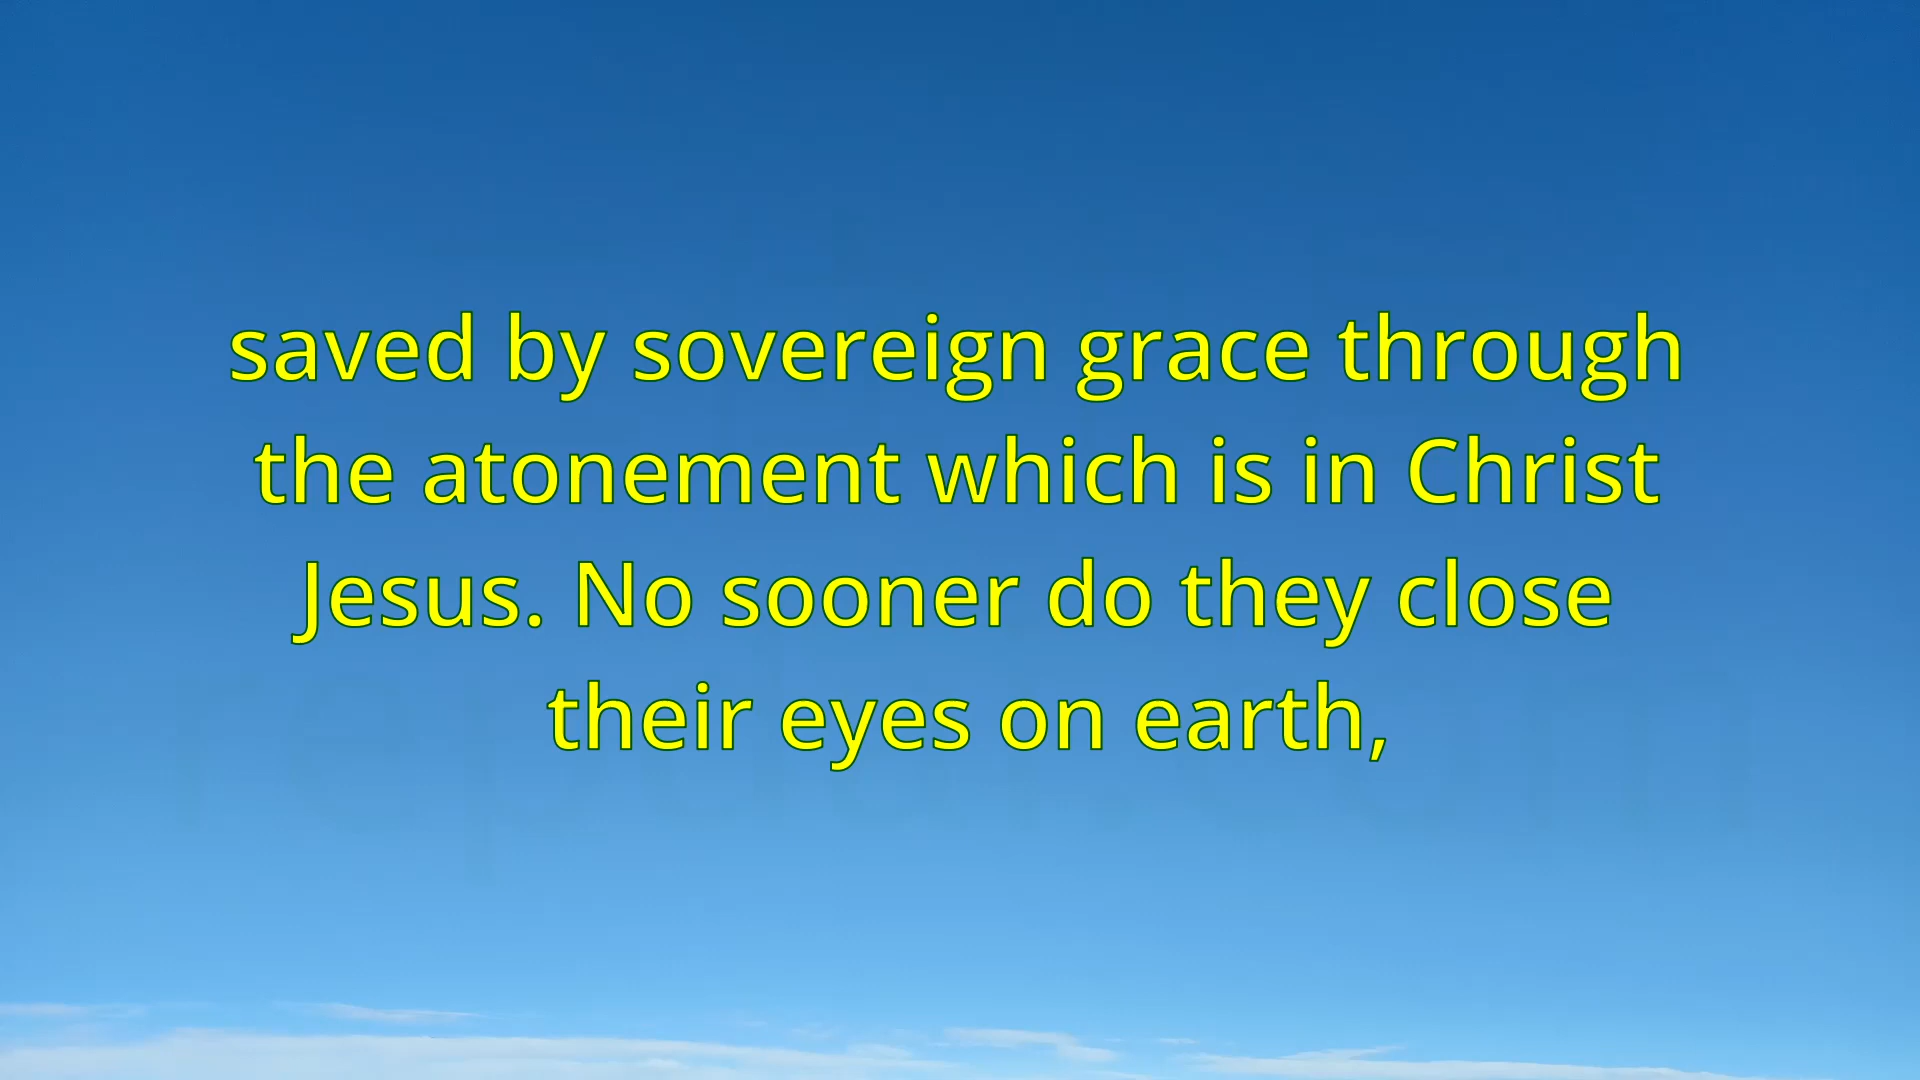 saved by sovereign grace through
the atonement which is in Christ
Jesus. No sooner do they close
their eyes on earth,